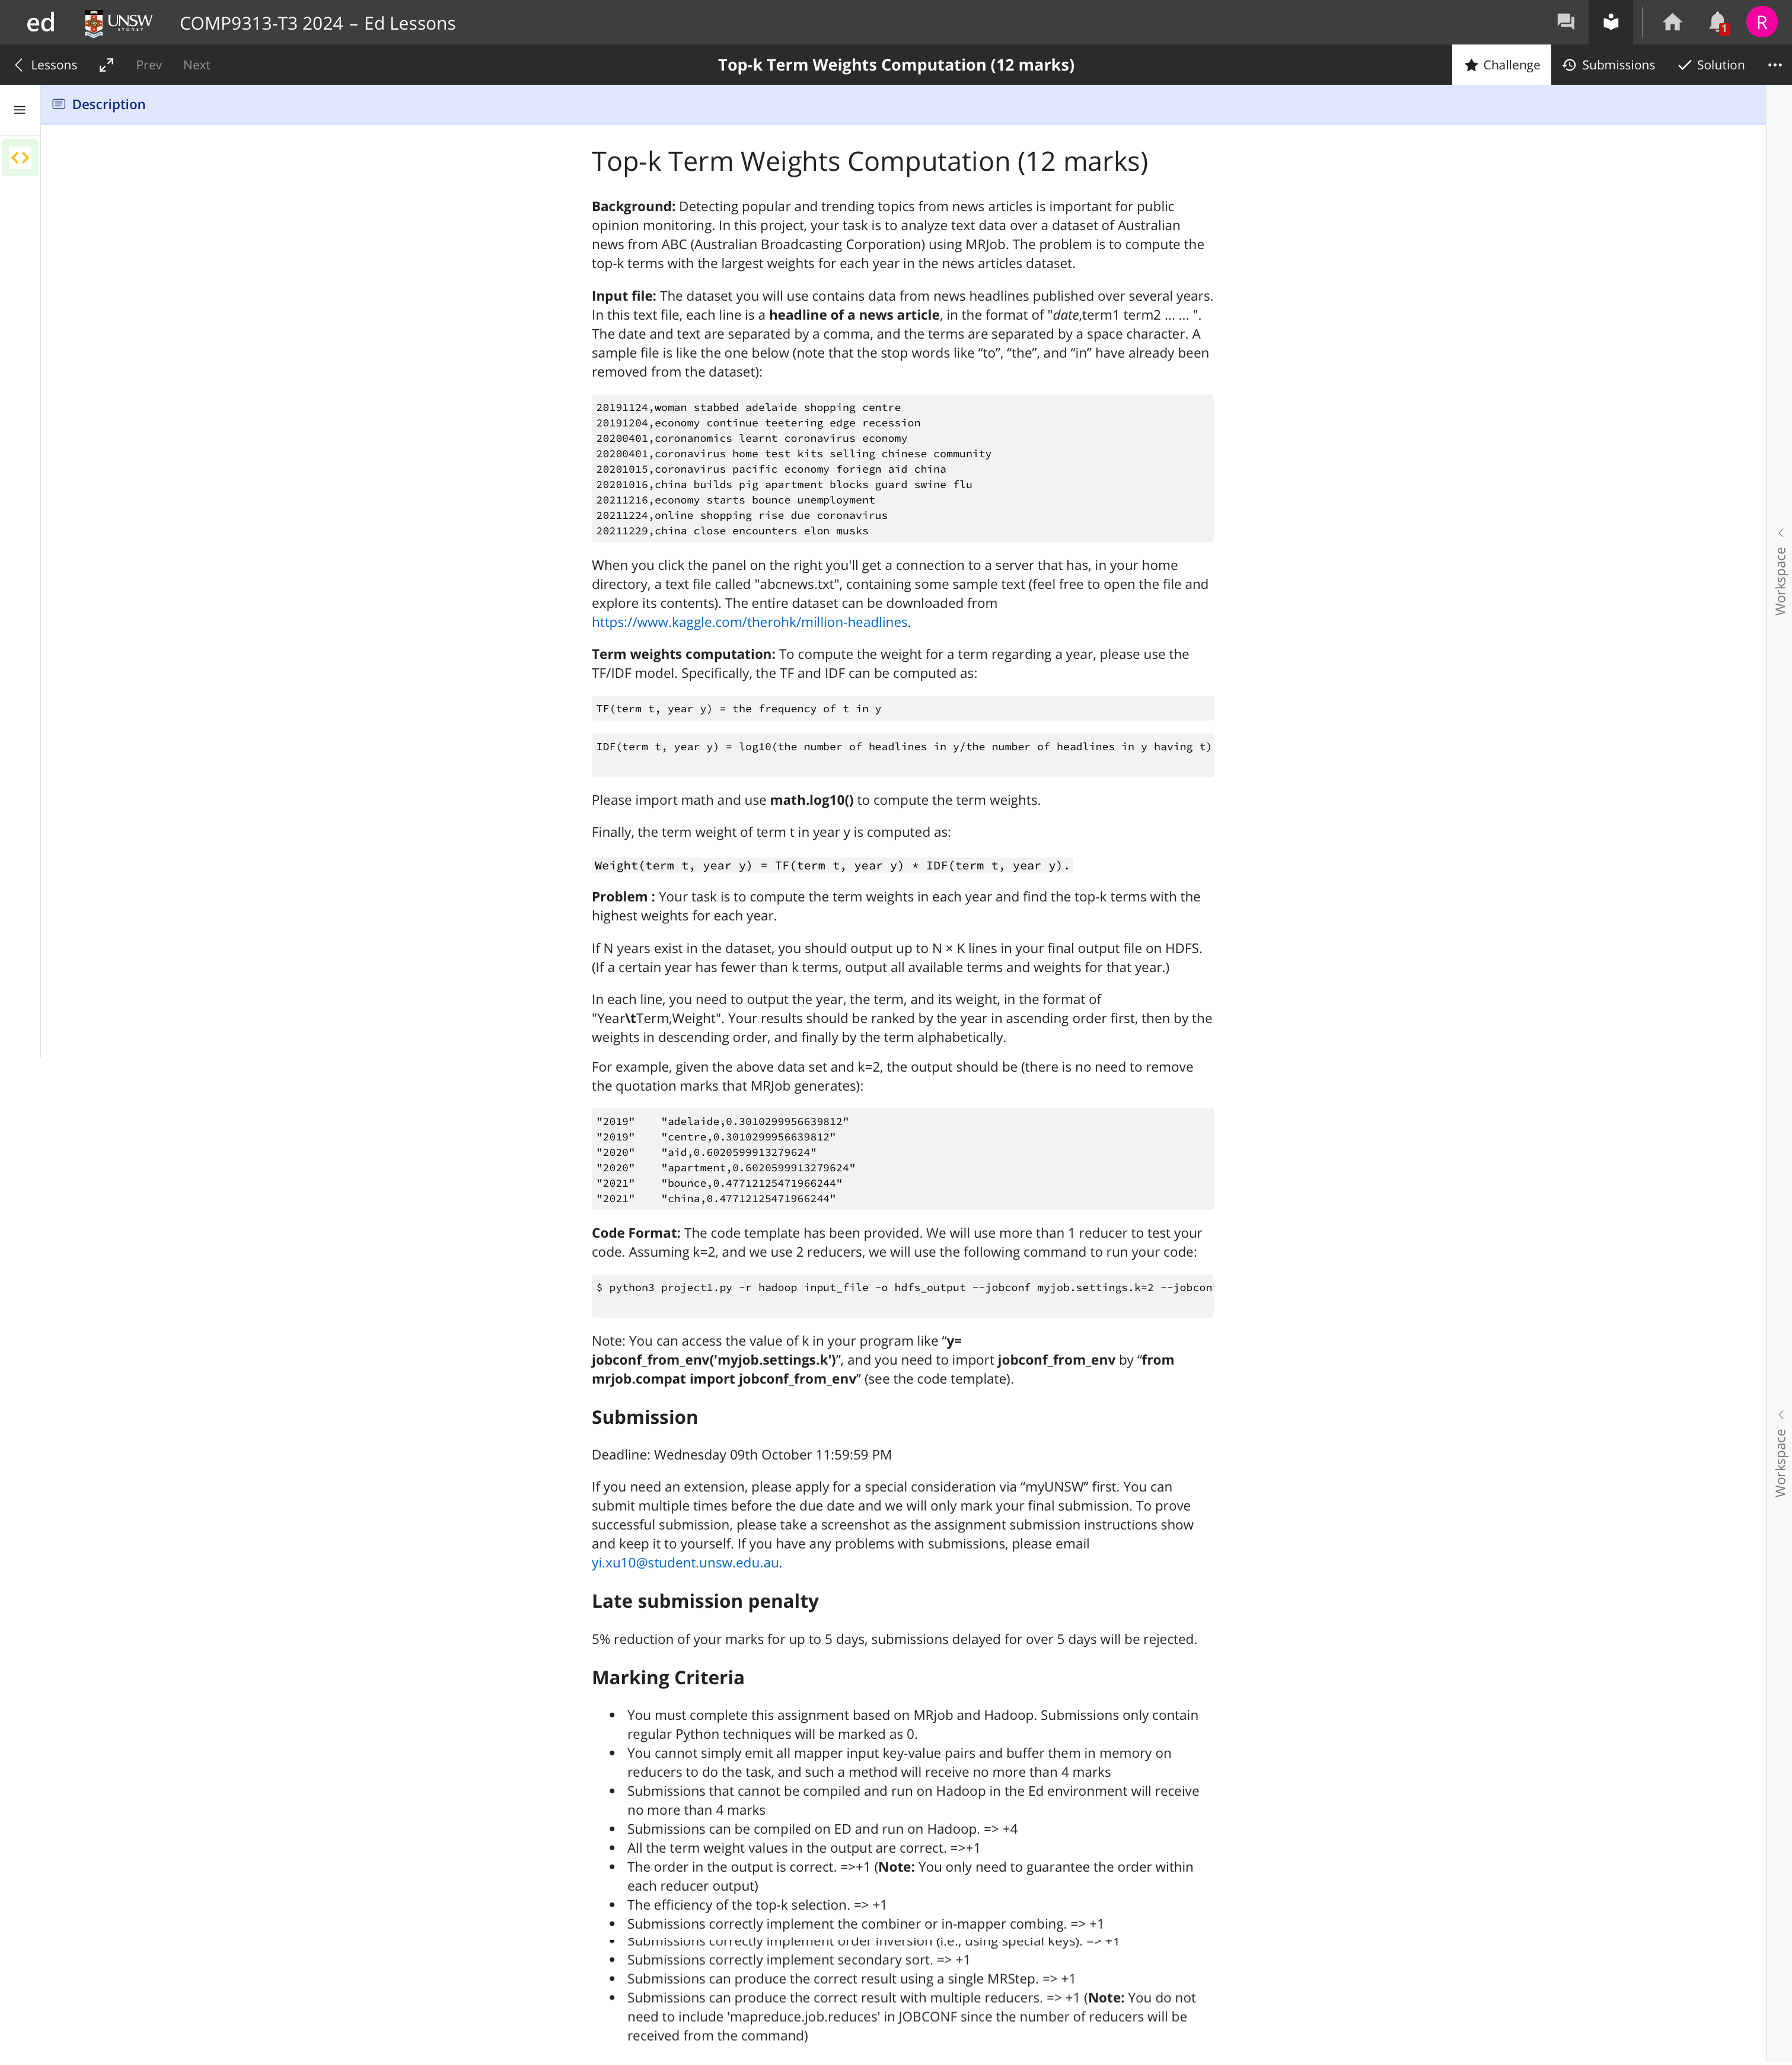 ed UNSW SYDNEY COMP9313-T3 2024 – Ed Lessons 1 R
Lessons Prev Next Top-k Term Weights Computation (12 marks) Challenge Submissions Solution
Description
Top-k Term Weights Computation (12 marks)
Background: Detecting popular and trending topics from news articles is important for public
opinion monitoring. In this project, your task is to analyze text data over a dataset of Australian
news from ABC (Australian Broadcasting Corporation) using MRJob. The problem is to compute the
top-k terms with the largest weights for each year in the news articles dataset.
Input file: The dataset you will use contains data from news headlines published over several years.
In this text file, each line is a headline of a news article, in the format of "date,term1 term2 ... ... ".
The date and text are separated by a comma, and the terms are separated by a space character. A
sample file is like the one below (note that the stop words like “to”, “the”, and “in” have already been
removed from the dataset):
20191124,woman stabbed adelaide shopping centre
20191204,economy continue teetering edge recession
20200401,coronanomics learnt coronavirus economy
20200401,coronavirus home test kits selling chinese community
20201015,coronavirus pacific economy foriegn aid china
20201016,china builds pig apartment blocks guard swine flu
20211216,economy starts bounce unemployment
20211224,online shopping rise due coronavirus
20211229,china close encounters elon musks
When you click the panel on the right you'll get a connection to a server that has, in your home
directory, a text file called "abcnews.txt", containing some sample text (feel free to open the file and
explore its contents). The entire dataset can be downloaded from
https://www.kaggle.com/therohk/million-headlines.
Workspace
Term weights computation: To compute the weight for a term regarding a year, please use the
TF/IDF model. Specifically, the TF and IDF can be computed as:
TF(term t, year y) = the frequency of t in y
IDF(term t, year y) = log10(the number of headlines in y/the number of headlines in y having t)
Please import math and use math.log10() to compute the term weights.
Finally, the term weight of term t in year y is computed as:
Weight(term t, year y) = TF(term t, year y) * IDF(term t, year y).
Problem : Your task is to compute the term weights in each year and find the top-k terms with the
highest weights for each year.
If N years exist in the dataset, you should output up to N × K lines in your final output file on HDFS.
(If a certain year has fewer than k terms, output all available terms and weights for that year.)
In each line, you need to output the year, the term, and its weight, in the format of
"Year\tTerm,Weight". Your results should be ranked by the year in ascending order first, then by the
weights in descending order, and finally by the term alphabetically.
For example, given the above data set and k=2, the output should be (there is no need to remove
the quotation marks that MRJob generates):
"2019" "adelaide,0.3010299956639812"
"2019" "centre,0.3010299956639812"
"2020" "aid,0.6020599913279624"
"2020" "apartment,0.6020599913279624"
"2021" "bounce,0.47712125471966244"
"2021" "china,0.47712125471966244"
Code Format: The code template has been provided. We will use more than 1 reducer to test your
code. Assuming k=2, and we use 2 reducers, we will use the following command to run your code:
$ python3 project1.py -r hadoop input_file -o hdfs_output --jobconf myjob.settings.k=2 --jobconf
Note: You can access the value of k in your program like “y=
jobconf_from_env('myjob.settings.k')”, and you need to import jobconf_from_env by “from
mrjob.compat import jobconf_from_env” (see the code template).
Submission
Workspace
Deadline: Wednesday 09th October 11:59:59 PM
If you need an extension, please apply for a special consideration via “myUNSW” first. You can
submit multiple times before the due date and we will only mark your final submission. To prove
successful submission, please take a screenshot as the assignment submission instructions show
and keep it to yourself. If you have any problems with submissions, please email
yi.xu10@student.unsw.edu.au.
Late submission penalty
5% reduction of your marks for up to 5 days, submissions delayed for over 5 days will be rejected.
Marking Criteria
• You must complete this assignment based on MRjob and Hadoop. Submissions only contain
regular Python techniques will be marked as 0.
• You cannot simply emit all mapper input key-value pairs and buffer them in memory on
reducers to do the task, and such a method will receive no more than 4 marks
• Submissions that cannot be compiled and run on Hadoop in the Ed environment will receive
no more than 4 marks
• Submissions can be compiled on ED and run on Hadoop. => +4
• All the term weight values in the output are correct. =>+1
• The order in the output is correct. =>+1 (Note: You only need to guarantee the order within
each reducer output)
• The efficiency of the top-k selection. => +1
• Submissions correctly implement the combiner or in-mapper combing. => +1
• Submissions correctly implement order inversion (i.e., using special keys). => +1
• Submissions correctly implement secondary sort. => +1
• Submissions can produce the correct result using a single MRStep. => +1
• Submissions can produce the correct result with multiple reducers. => +1 (Note: You do not
need to include 'mapreduce.job.reduces' in JOBCONF since the number of reducers will be
received from the command)